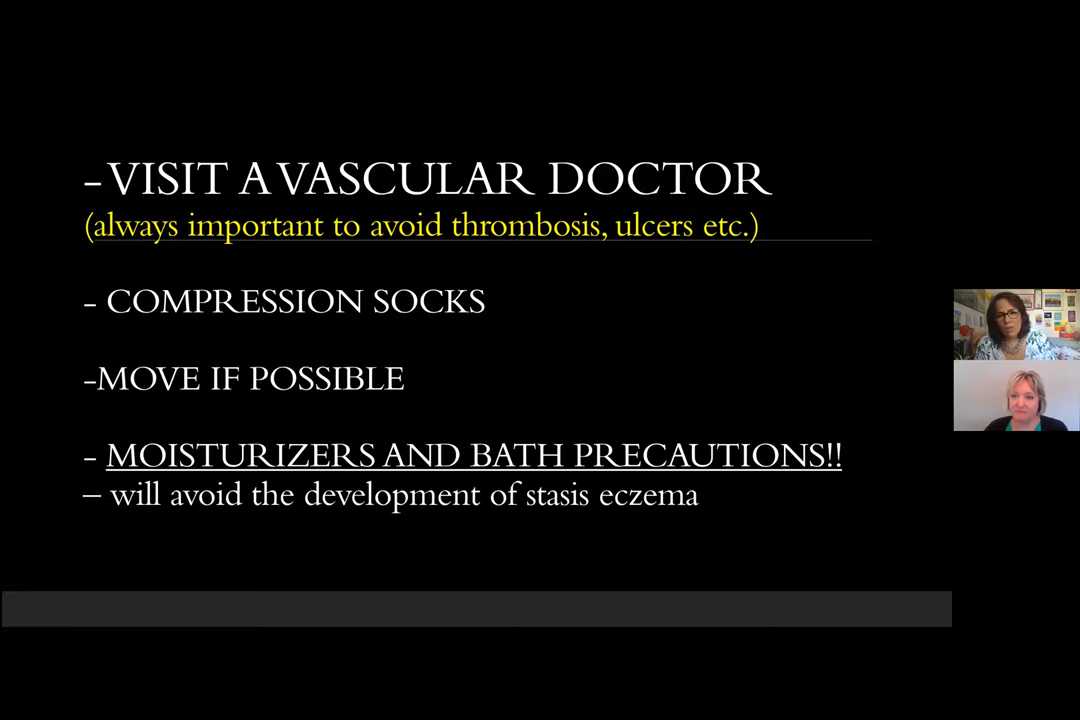 - VISIT A VASCULAR DOCTOR
(always important to avoid thrombosis, ulcers etc.)
- COMPRESSION SOCKS
-MOVE IF POSSIBLE
- MOISTURIZERS AND BATH PRECAUTIONS!!
– will avoid the development of stasis eczema